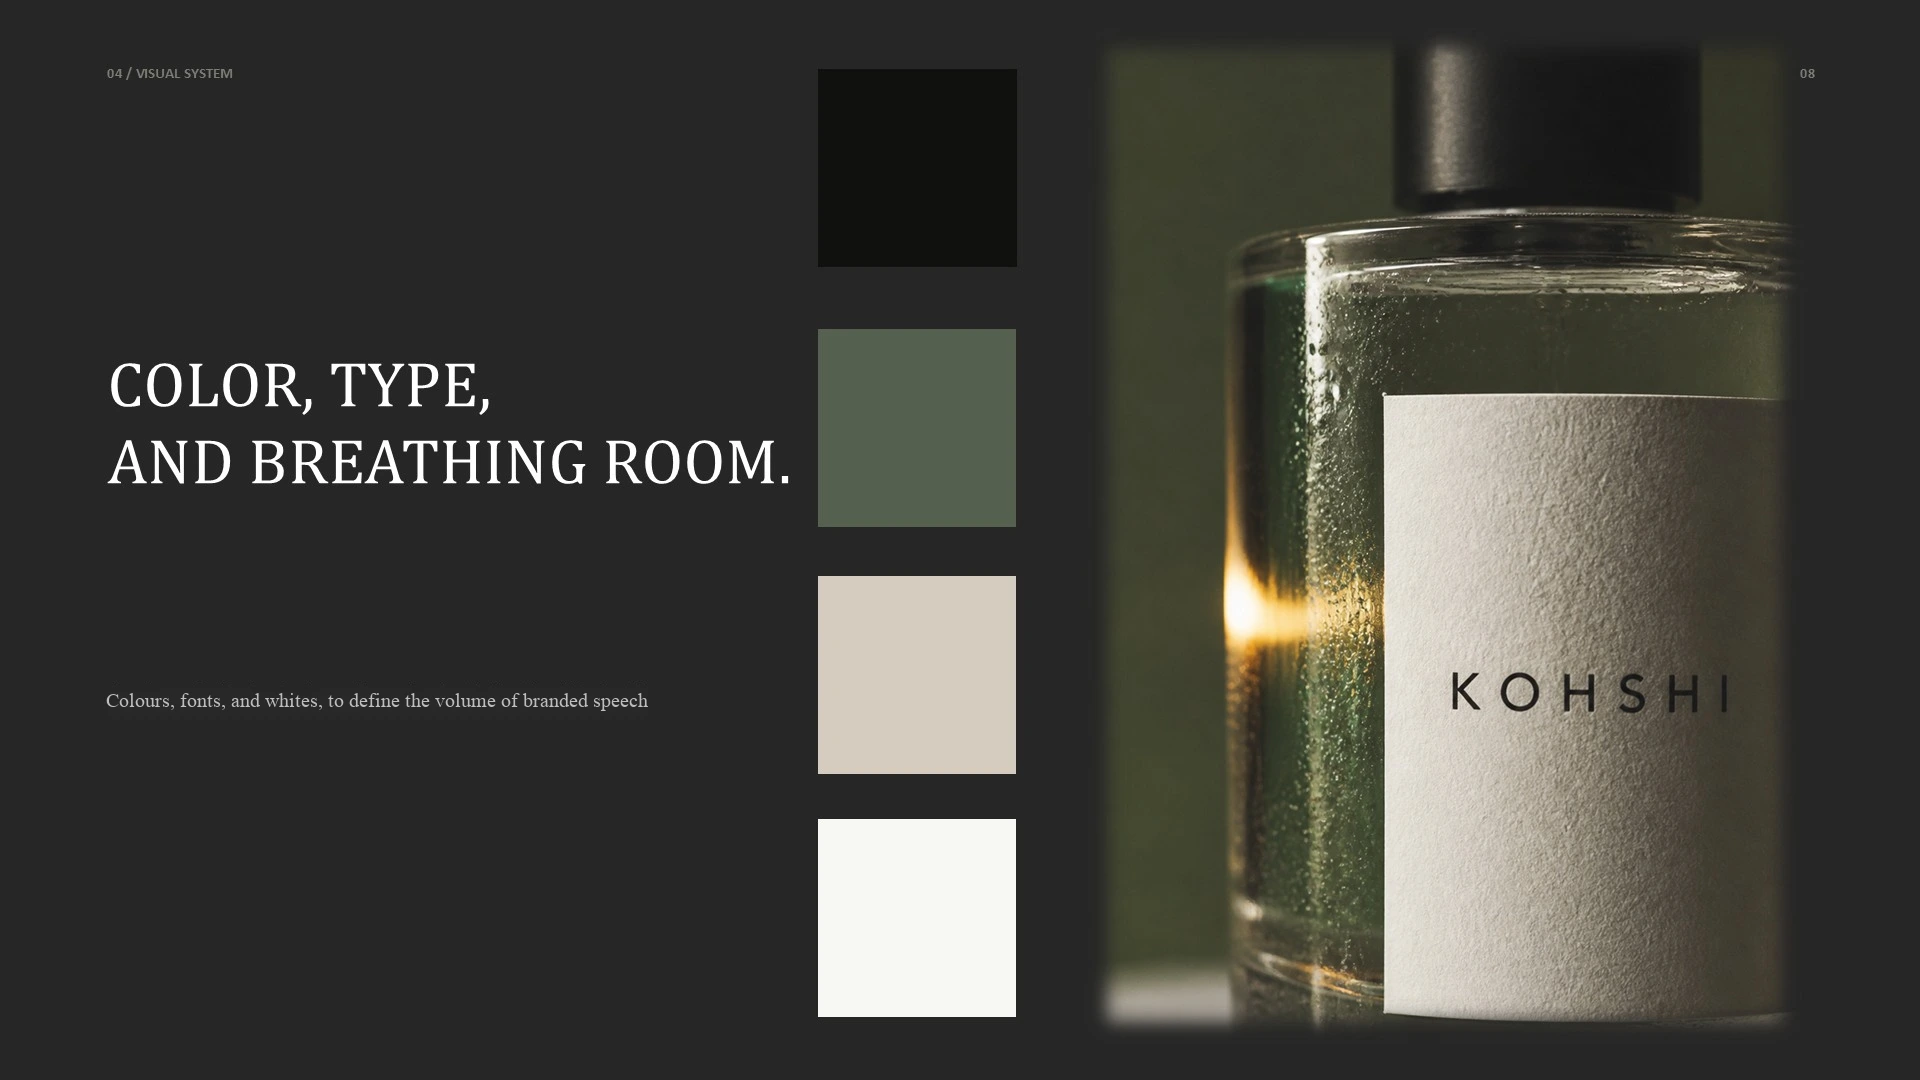 04 / VISUAL SYSTEM
08
COLOR, TYPE,
AND BREATHING ROOM.
Colours, fonts, and whites, to define the volume of branded speech
KOHSHI